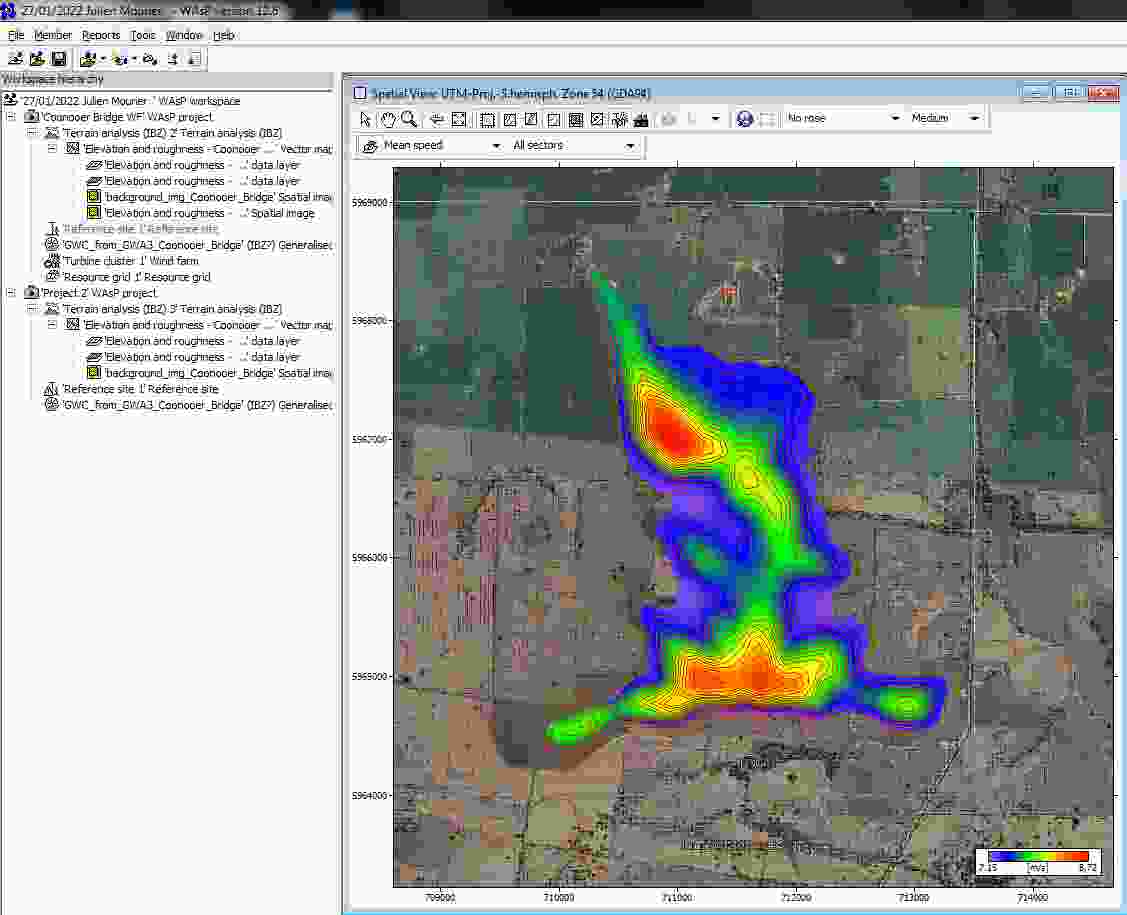 27/01/2022 Julien Mourier - WAsP version 12.6
File Member Reports Tools Window Help
Workspace hierarchy
'27/01/2022 Julien Mourier ' WAsP workspace
'Coonooer Bridge WF' WAsP project
'Terrain analysis (IBZ) 2' Terrain analysis (IBZ)
'Elevation and roughness - Coonooer ....' Vector map
'Elevation and roughness - ...' data layer
'Elevation and roughness - ...' data layer
'background_img_Coonooer_Bridge' Spatial imag
'Elevation and roughness - ...' Spatial image
'Reference site 1' Reference site
'GWC_from_GWA3_Coonooer_Bridge' (IBZ?) Generalised
'Turbine cluster 1' Wind farm
'Resource grid 1' Resource grid
'Project 2' WAsP project
'Terrain analysis (IBZ) 3' Terrain analysis (IBZ)
'Elevation and roughness - Coonooer ....' Vector map
'Elevation and roughness - ...' data layer
'Elevation and roughness - ...' data layer
'background_img_Coonooer_Bridge' Spatial imag
'Reference site 1' Reference site
'GWC_from_GWA3_Coonooer_Bridge' (IBZ?) Generalised
Spatial View: UTM-Proj.-S.hemisph. Zone 54 (GDA94)
No rose Medium
Mean speed All sectors
5969000
5968000
5967000
5966000
5965000
5964000
7.15 [m/s] 8.72
709000 710000 711000 712000 713000 714000